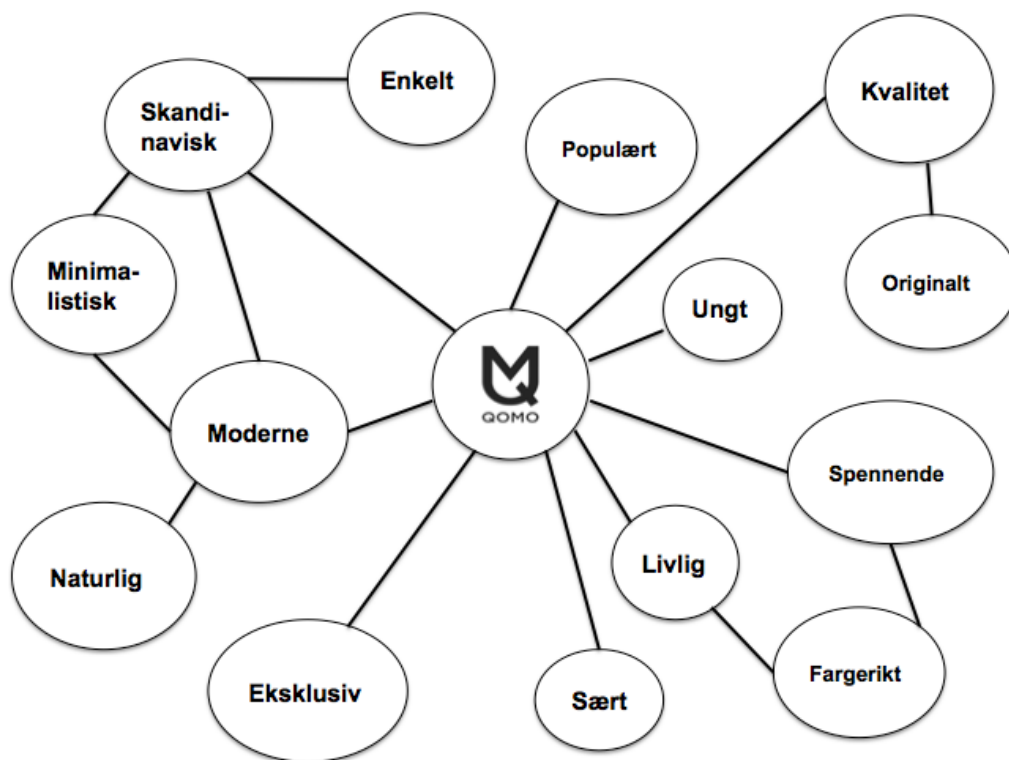 Enkelt
Skandi-
navisk
Kvalitet
Populært
Minima-
listisk
Originalt
Ungt
QOMO
Moderne
Spennende
Naturlig
Livlig
Fargerikt
Eksklusiv
Sært